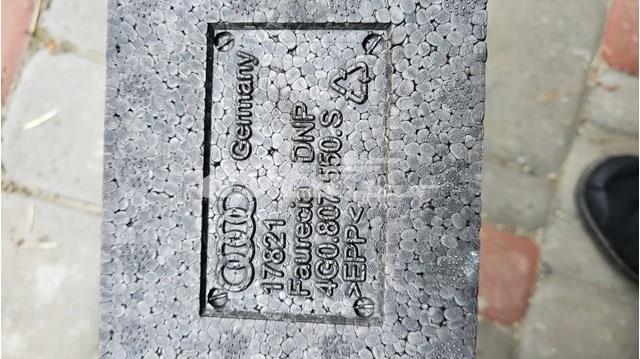 Germany
17821
Faurecia DNP
4G0.807.550.S
>EPP<